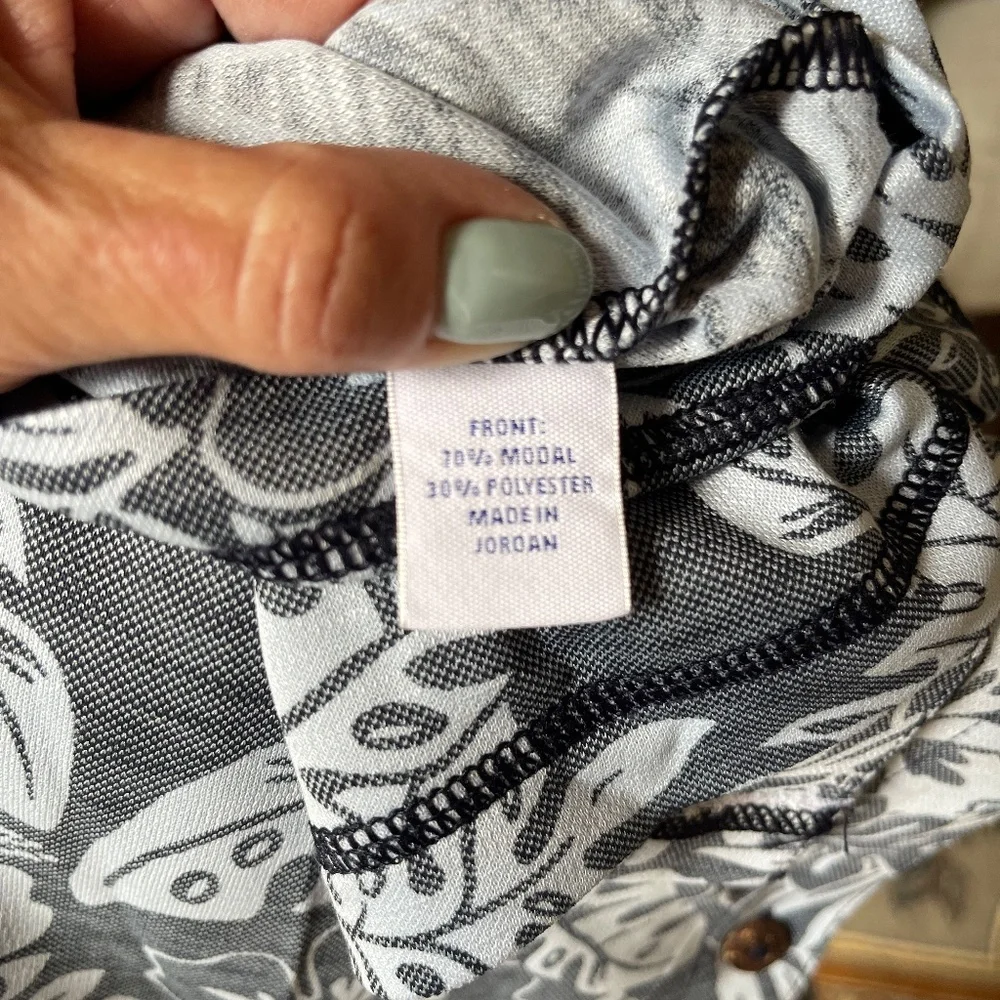 FRONT:
70% MODAL
30% POLYESTER
MADE IN
JORDAN